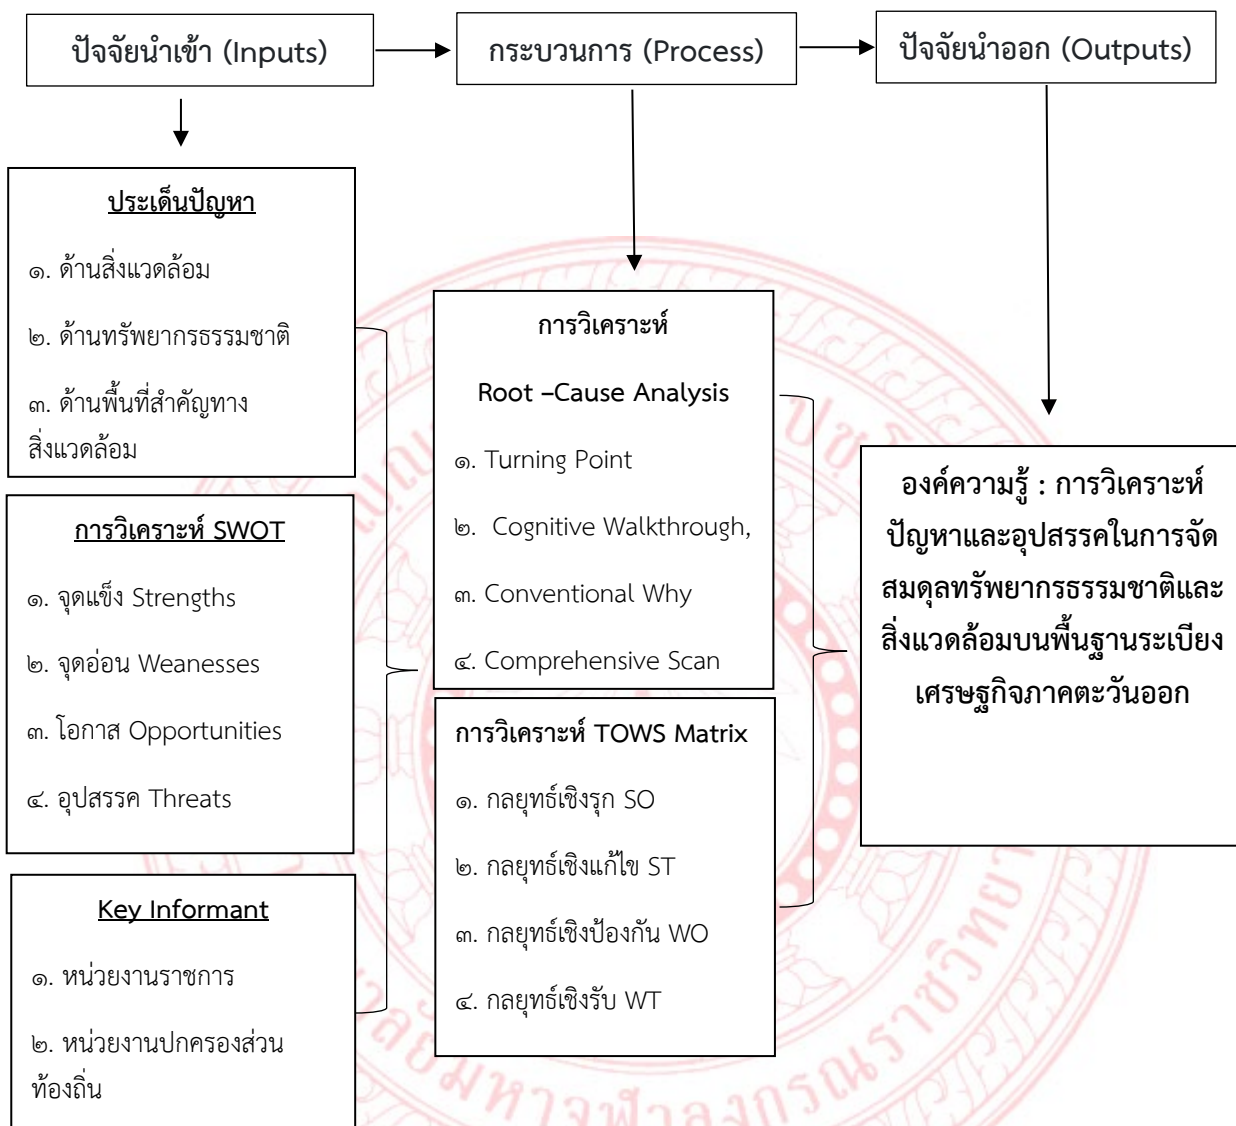 ปัจจัยนำเข้า (Inputs)
กระบวนการ (Process)
ปัจจัยนำออก (Outputs)
ประเด็นปัญหา
๑. ด้านสิ่งแวดล้อม
๒. ด้านทรัพยากรธรรมชาติ
๓. ด้านพื้นที่สำคัญทาง
สิ่งแวดล้อม
การวิเคราะห์ SWOT
๑. จุดแข็ง Strengths
๒. จุดอ่อน Weanesses
๓. โอกาส Opportunities
๔. อุปสรรค Threats
Key Informant
๑. หน่วยงานราชการ
๒. หน่วยงานปกครองส่วน
ท้องถิ่น
การวิเคราะห์
Root –Cause Analysis
๑. Turning Point
๒. Cognitive Walkthrough,
๓. Conventional Why
๔. Comprehensive Scan
การวิเคราะห์ TOWS Matrix
๑. กลยุทธ์เชิงรุก SO
๒. กลยุทธ์เชิงแก้ไข ST
๓. กลยุทธ์เชิงป้องกัน WO
๔. กลยุทธ์เชิงรับ WT
องค์ความรู้ : การวิเคราะห์
ปัญหาและอุปสรรคในการจัด
สมดุลทรัพยากรธรรมชาติและ
สิ่งแวดล้อมบนพื้นฐานระเบียง
เศรษฐกิจภาคตะวันออก